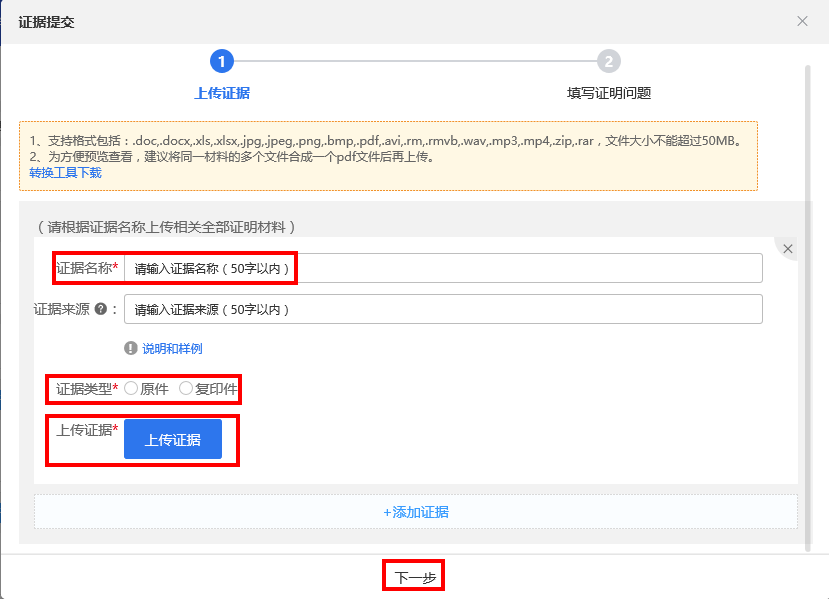 证据提交
1 2
上传证据 填写证明问题
1、支持格式包括：.doc,.docx,.xls,.xlsx,.jpg,.jpeg,.png,.bmp,.pdf,.avi,.rm,.rmvb,.wav,.mp3,.mp4,.zip,.rar，文件大小不能超过50MB。
2、为方便预览查看，建议将同一材料的多个文件合成一个pdf文件后再上传。
转换工具下载
（请根据证据名称上传相关全部证明材料）
证据名称* 请输入证据名称（50字以内）
证据来源 ?： 请输入证据来源（50字以内）
! 说明和样例
证据类型* 原件 复印件
上传证据* 上传证据
+添加证据
下一步